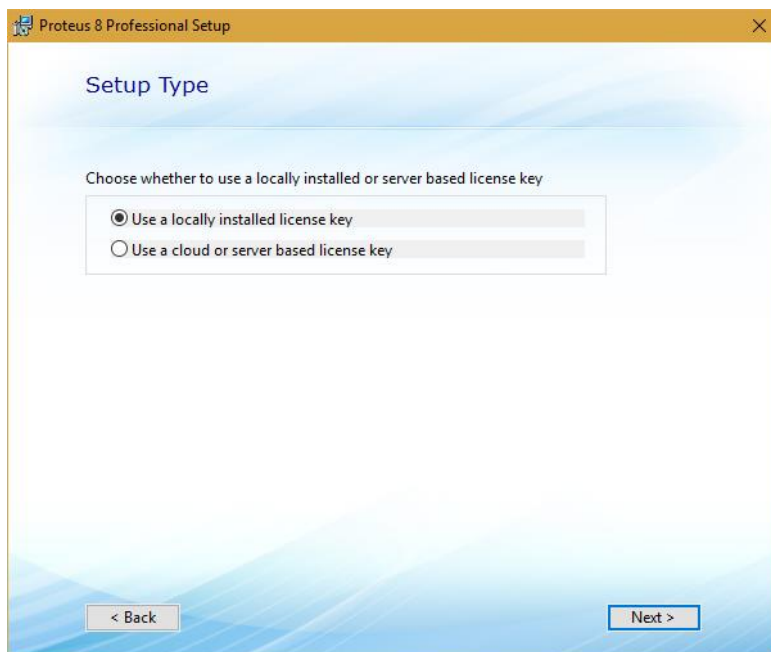 Proteus 8 Professional Setup
Setup Type
Choose whether to use a locally installed or server based license key
Use a locally installed license key
Use a cloud or server based license key
< Back
Next >